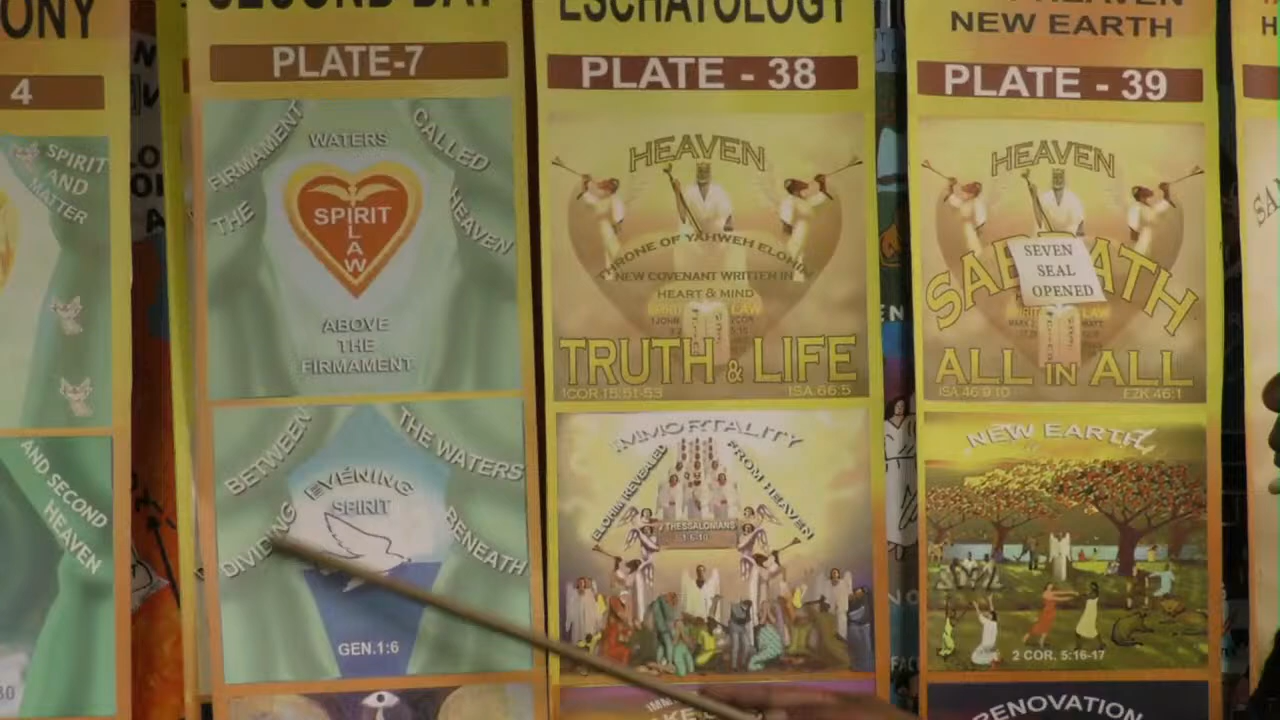 ONY
4
SPIRIT
AND
MATTER
AND SECOND
HEAVEN
SECOND DAY
PLATE-7
THE FIRMAMENT
WATERS
CALLED
HEAVEN
SPIRIT
LAW
ABOVE
THE
FIRMAMENT
DIVIDING
BETWEEN
THE WATERS
BENEATH
EVENING
SPIRIT
GEN.1:6
ESCHATOLOGY
PLATE - 38
HEAVEN
THRONE OF YAHWEH ELOHIM
NEW COVENANT WRITTEN IN
HEART & MIND
TRUTH & LIFE
1COR.15:51-53
ISA.66:5
IMMORTALITY
ELOHIM REVEALED
FROM HEAVEN
THESSALONIANS
HEAVEN
NEW EARTH
PLATE - 39
HEAVEN
SABBATH
SEVEN
SEAL
OPENED
ALL IN ALL
ISA 46:9-10
EZK 46:1
NEW EARTH
2 COR. 5:16-17
RENOVATION